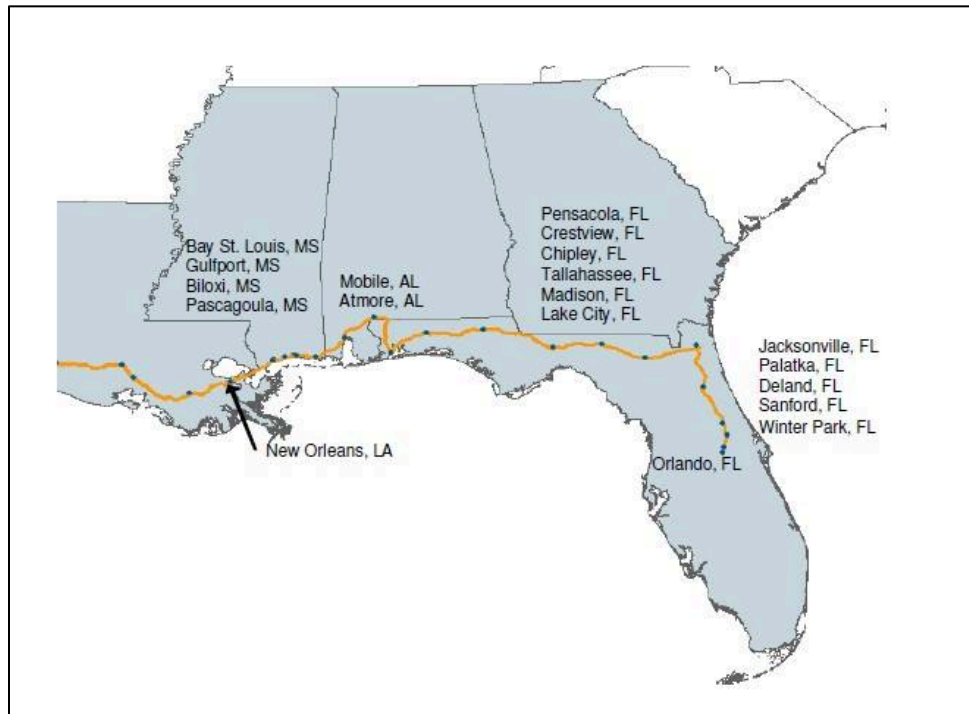 Bay St. Louis, MS
Gulfport, MS
Biloxi, MS
Pascagoula, MS
Mobile, AL
Atmore, AL
Pensacola, FL
Crestview, FL
Chipley, FL
Tallahassee, FL
Madison, FL
Lake City, FL
Jacksonville, FL
Palatka, FL
Deland, FL
Sanford, FL
Winter Park, FL
Orlando, FL
New Orleans, LA